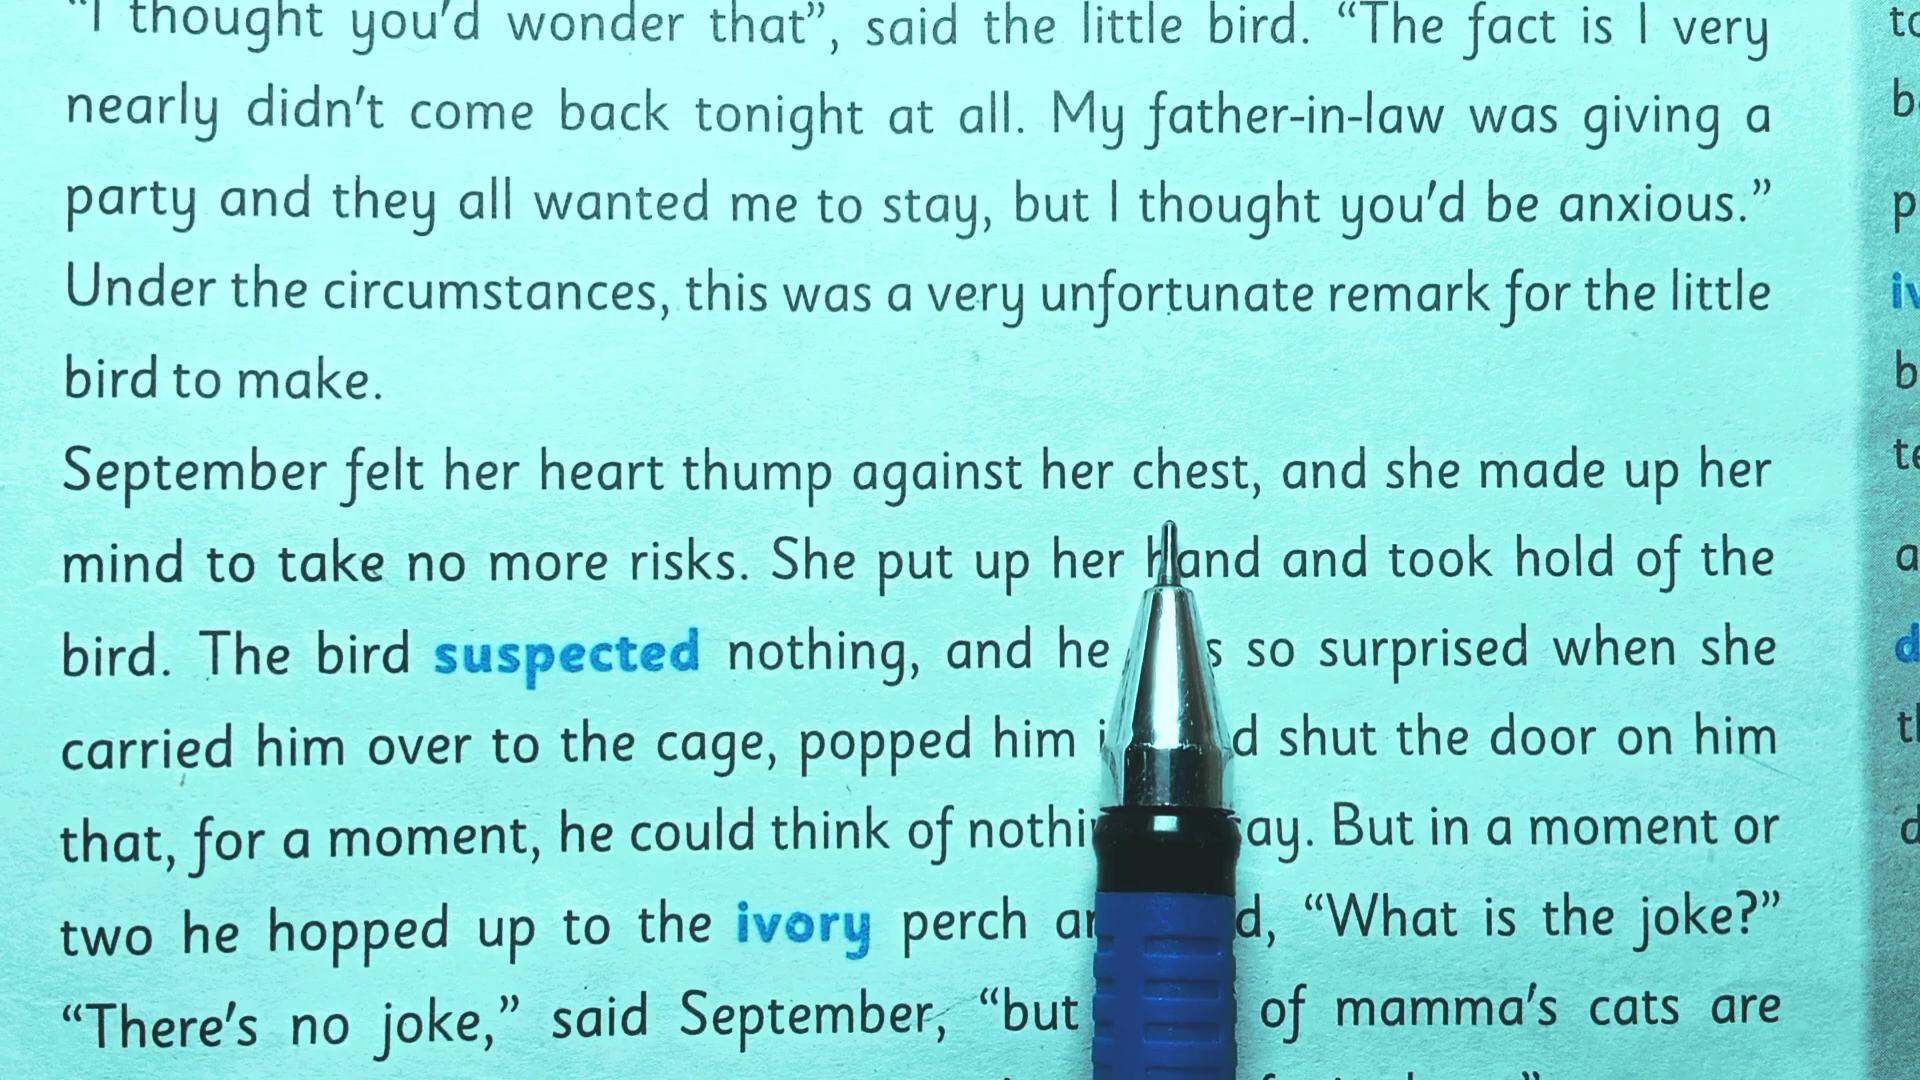 "I thought you'd wonder that", said the little bird. "The fact is I very
nearly didn't come back tonight at all. My father-in-law was giving a
party and they all wanted me to stay, but I thought you'd be anxious."
Under the circumstances, this was a very unfortunate remark for the little
bird to make.
September felt her heart thump against her chest, and she made up her
mind to take no more risks. She put up her hand and took hold of the
bird. The bird suspected nothing, and he so surprised when she
carried him over to the cage, popped him shut the door on him
that, for a moment, he could think of But in a moment or
two he hopped up to the ivory perch "What is the joke?"
"There's no joke," said September, "but of mamma's cats are